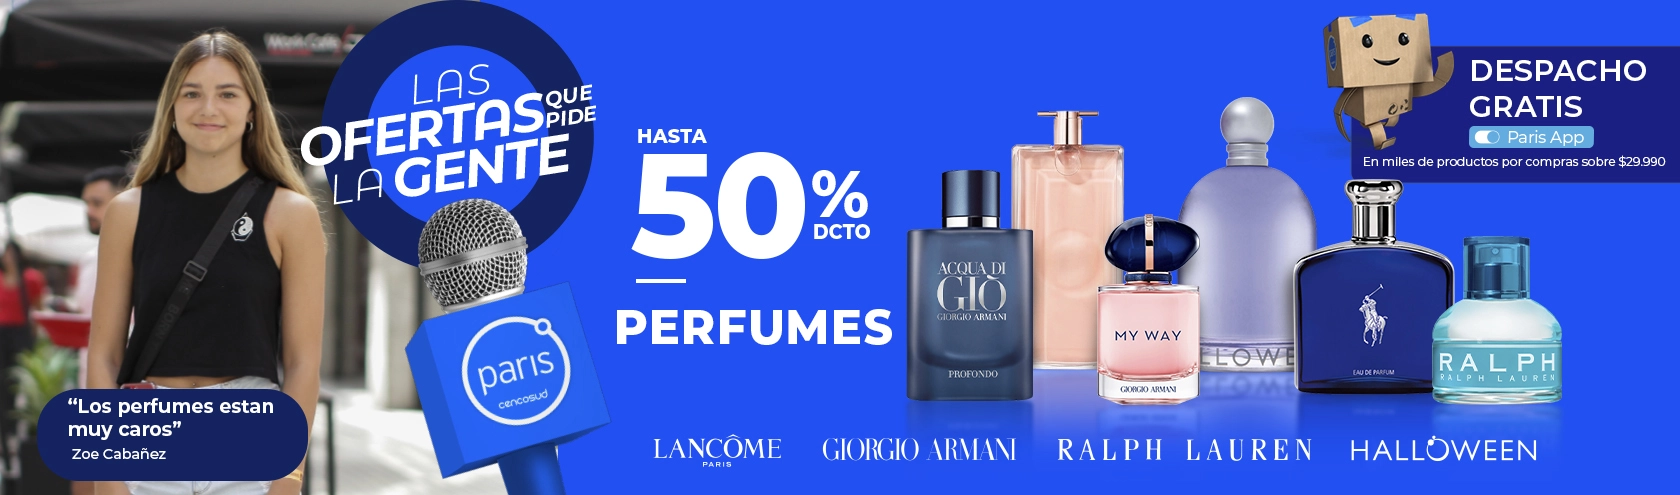 LAS
OFERTAS QUE PIDE
LA GENTE
paris
cencosud
“Los perfumes estan
muy caros”
Zoe Cabañez
HASTA
50%
DCTO
PERFUMES
ACQUA DI
GIÒ
GIORGIO ARMANI
PROFONDO
MY WAY
GIORGIO ARMANI
LLOWE
EAU DE PARFUM
RALPH
RALPH LAUREN
LANCÔME
PARIS
GIORGIO ARMANI
RALPH LAUREN
HALLOWEEN
DESPACHO
GRATIS
Paris App
En miles de productos por compras sobre $29.990